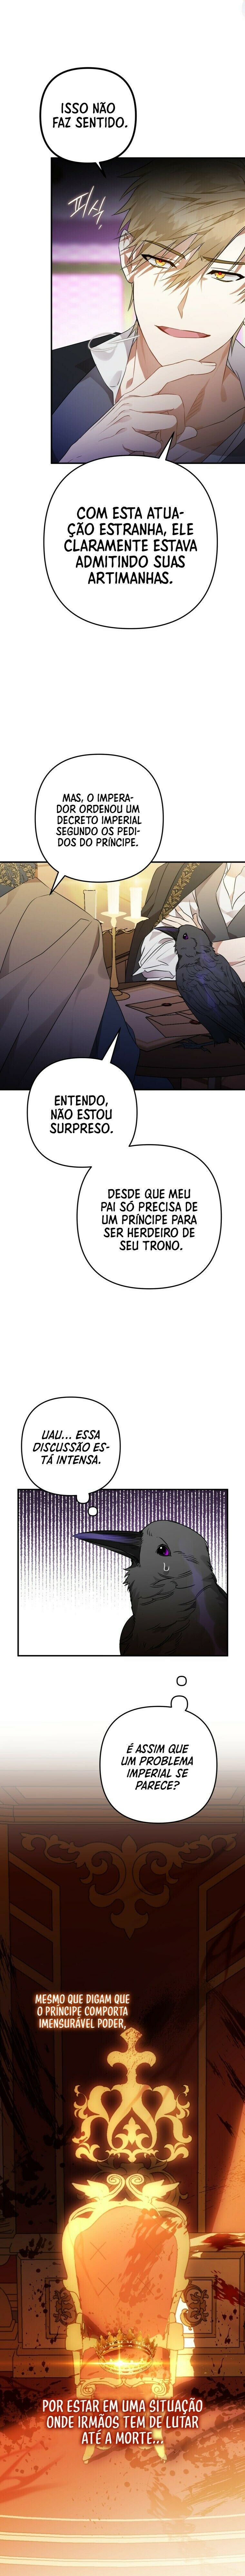 ISSO NÃO
FAZ SENTIDO.
피식
COM ESTA ATUA-
ÇÃO ESTRANHA, ELE
CLARAMENTE ESTAVA
ADMITINDO SUAS
ARTIMANHAS.
MAS, O IMPERA-
DOR ORDENOU UM
DECRETO IMPERIAL
SEGUNDO OS PEDI-
DOS DO PRÍNCIPE.
ENTENDO,
NÃO ESTOU
SURPRESO.
DESDE QUE MEU
PAI SÓ PRECISA DE
UM PRÍNCIPE PARA
SER HERDEIRO DE
SEU TRONO.
UAU... ESSA
DISCUSSÃO ES-
TÁ INTENSA.
É ASSIM QUE
UM PROBLEMA
IMPERIAL SE
PARECE?
MESMO QUE DIGAM QUE
O PRÍNCIPE COMPORTA
IMENSURÁVEL PODER,
POR ESTAR EM UMA SITUAÇÃO
ONDE IRMÃOS TEM DE LUTAR
ATÉ A MORTE...